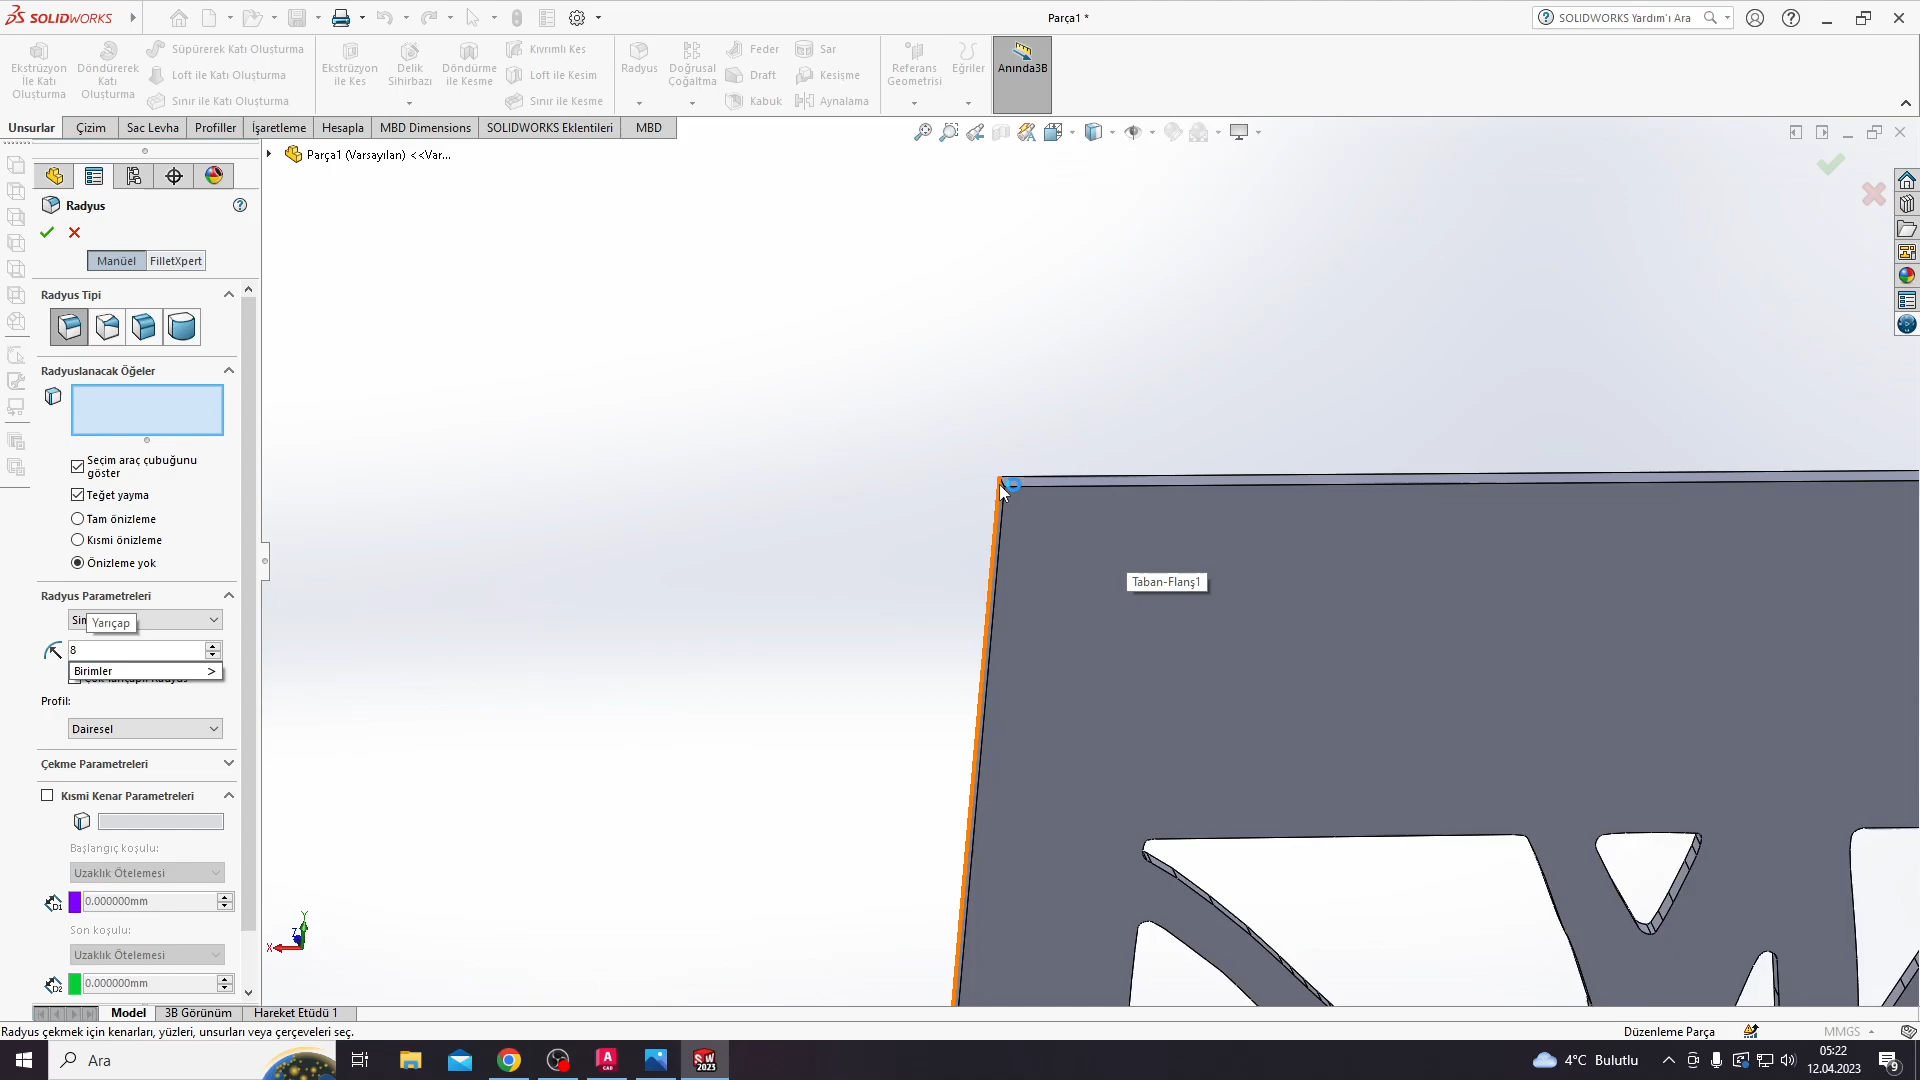 SOLIDWORKS
Parça1 *
SOLIDWORKS Yardım'ı Ara
Ekstrüzyon
İle Katı
Oluşturma
Döndürerek
Katı
Oluşturma
Süpürerek Katı Oluşturma
Loft ile Katı Oluşturma
Sınır ile Katı Oluşturma
Ekstrüzyon
ile Kes
Delik
Sihirbazı
Döndürme
ile Kesme
Kıvrımlı Kes
Loft ile Kesim
Sınır ile Kesme
Radyus
Doğrusal
Çoğaltma
Feder
Draft
Kabuk
Sar
Kesişme
Aynalama
Referans
Geometrisi
Eğriler
Anında3B
Unsurlar
Çizim
Sac Levha
Profiller
İşaretleme
Hesapla
MBD Dimensions
SOLIDWORKS Eklentileri
MBD
Parça1 (Varsayılan) <<Var...
Radyus
Manüel
FilletXpert
Radyus Tipi
Radyuslanacak Öğeler
Seçim araç çubuğunu
göster
Teğet yayma
Tam önizleme
Kısmi önizleme
Önizleme yok
Radyus Parametreleri
Yarıçap
8
Birimler >
Profil:
Dairesel
Çekme Parametreleri
Kısmi Kenar Parametreleri
Başlangıç koşulu:
Uzaklık Ötelemesi
D1
0.000000mm
Son koşulu:
Uzaklık Ötelemesi
D2
0.000000mm
Taban-Flanş1
Y
Z
X
Model
3B Görünüm
Hareket Etüdü 1
Radyus çekmek için kenarları, yüzleri, unsurları veya çerçeveleri seç.
Düzenleme Parça
MMGS
Ara
A
CAD
SW
2023
4°C Bulutlu
05:22
12.04.2023
9